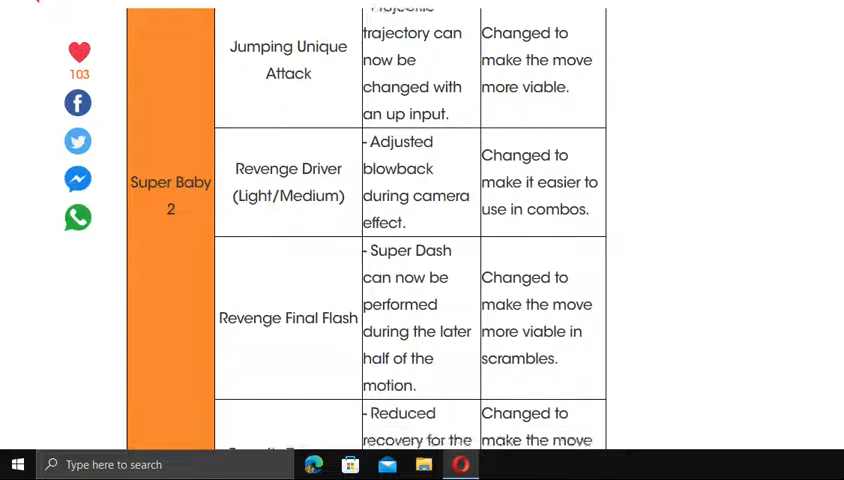 103
Super Baby
2
Jumping Unique
Attack
trajectory can
now be
changed with
an up input.
Changed to
make the move
more viable.
Revenge Driver
(Light/Medium)
- Adjusted
blowback
during camera
effect.
Changed to
make it easier to
use in combos.
Revenge Final Flash
- Super Dash
can now be
performed
during the later
half of the
motion.
Changed to
make the move
more viable in
scrambles.
- Reduced
recovery for the
Changed to
make the move
Type here to search